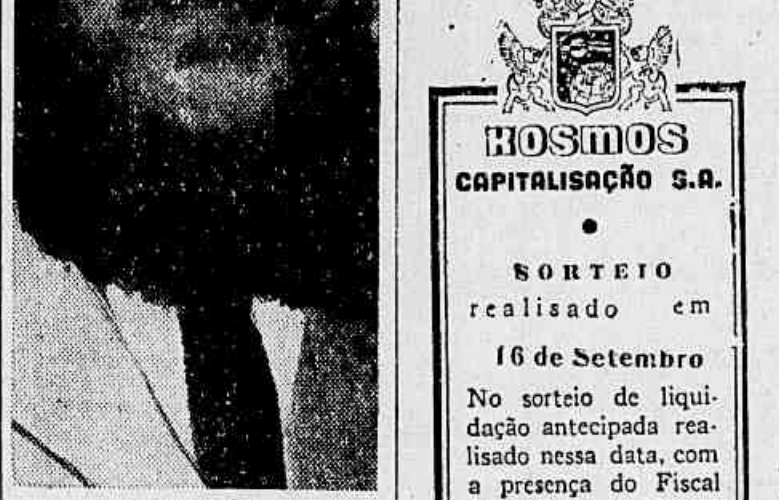 KOSMOS
CAPITALISAÇÃO S.A.
SORTEIO
realisado em
16 de Setembro
No sorteio de liqui-
dação antecipada rea-
lisado nessa data, com
a presença do Fiscal